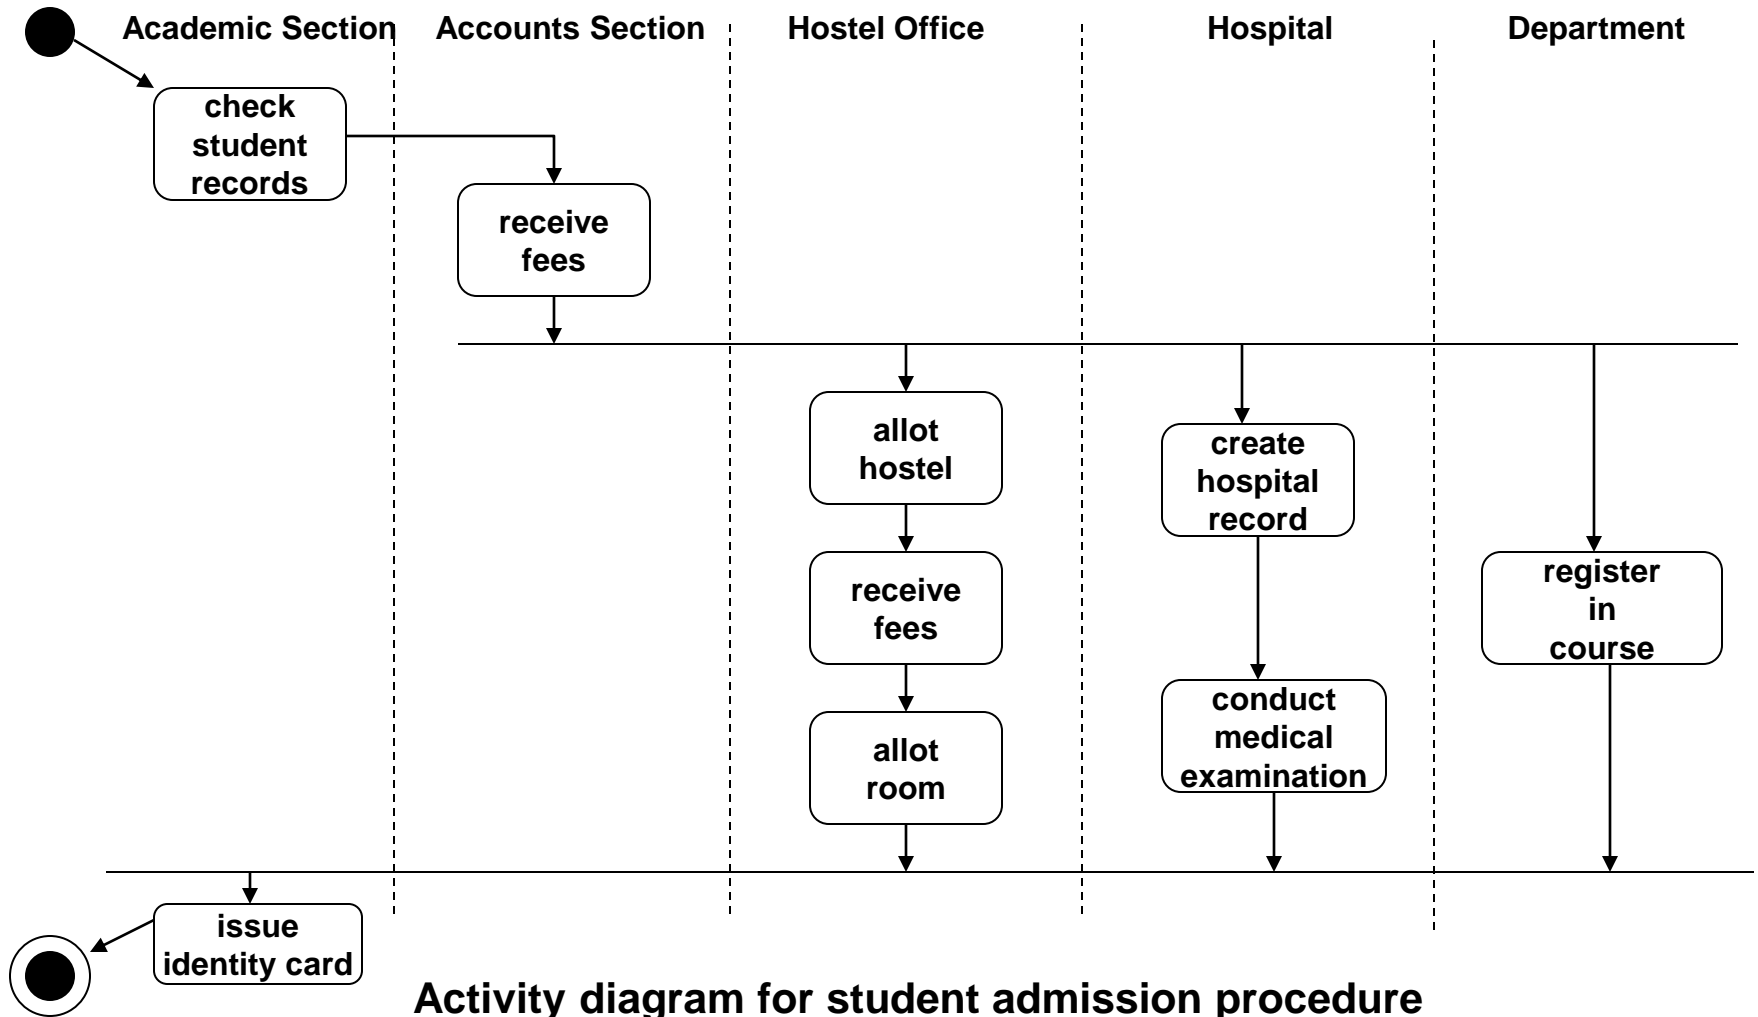 Academic Section
Accounts Section
Hostel Office
Hospital
Department
check
student
records
receive
fees
allot
hostel
receive
fees
allot
room
create
hospital
record
conduct
medical
examination
register
in
course
issue
identity card
Activity diagram for student admission procedure